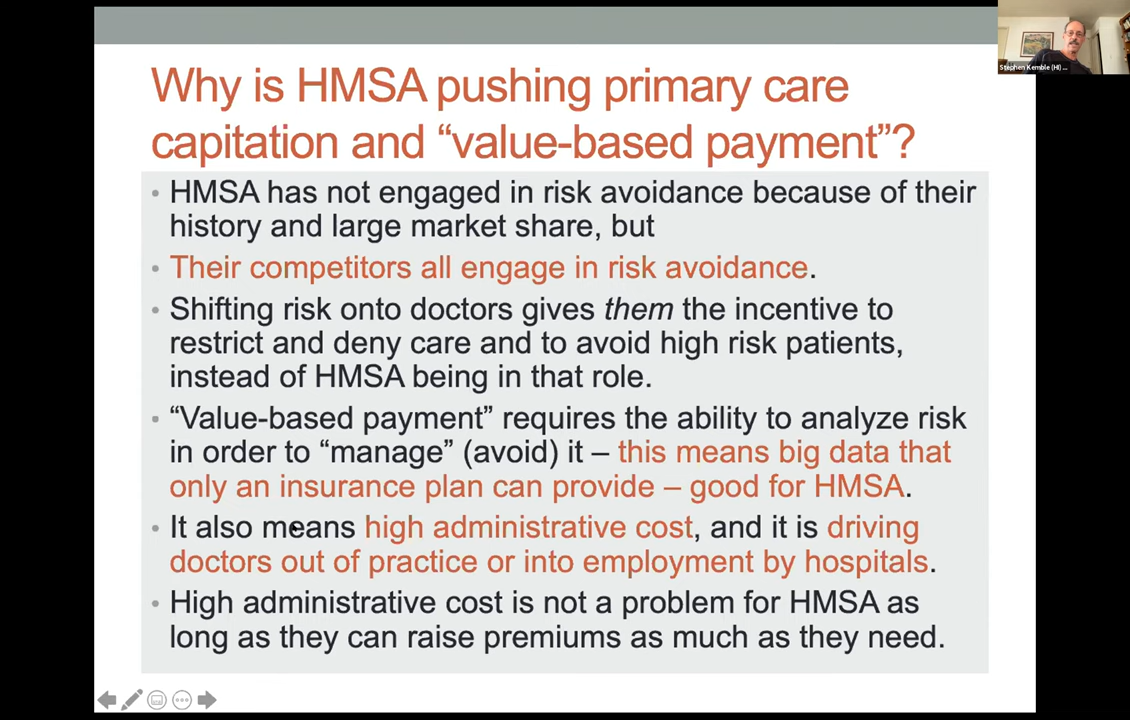 Why is HMSA pushing primary care
capitation and “value-based payment”?
• HMSA has not engaged in risk avoidance because of their
history and large market share, but
• Their competitors all engage in risk avoidance.
• Shifting risk onto doctors gives them the incentive to
restrict and deny care and to avoid high risk patients,
instead of HMSA being in that role.
• “Value-based payment” requires the ability to analyze risk
in order to “manage” (avoid) it – this means big data that
only an insurance plan can provide – good for HMSA.
• It also means high administrative cost, and it is driving
doctors out of practice or into employment by hospitals.
• High administrative cost is not a problem for HMSA as
long as they can raise premiums as much as they need.
Stephen Kemble (HI) ...